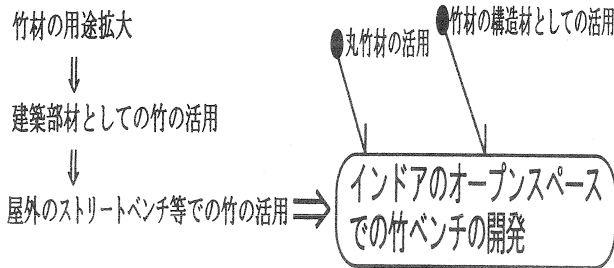 竹材の用途拡大
⇓
建築部材としての竹の活用
⇓
屋外のストリートベンチ等での竹の活用⇒
●丸竹材の活用
●竹材の構造材としての活用
インドアのオープンスペース
での竹ベンチの開発